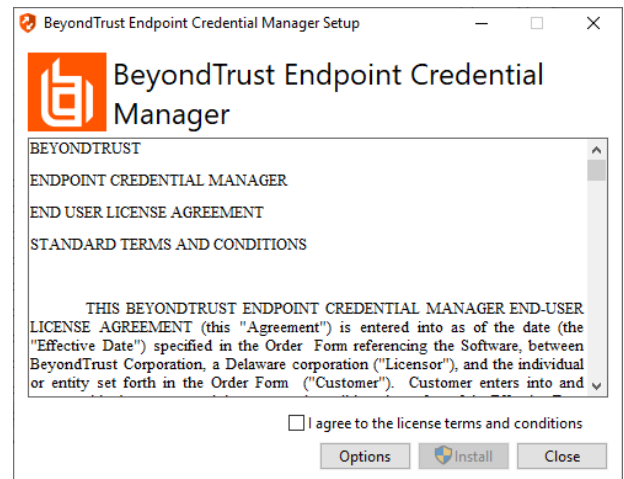 BeyondTrust Endpoint Credential Manager Setup
BeyondTrust Endpoint Credential
Manager
BEYONDTRUST
ENDPOINT CREDENTIAL MANAGER
END USER LICENSE AGREEMENT
STANDARD TERMS AND CONDITIONS
THIS BEYONDTRUST ENDPOINT CREDENTIAL MANAGER END-USER
LICENSE AGREEMENT (this "Agreement") is entered into as of the date (the
"Effective Date") specified in the Order Form referencing the Software, between
BeyondTrust Corporation, a Delaware corporation ("Licensor"), and the individual
or entity set forth in the Order Form ("Customer"). Customer enters into and
I agree to the license terms and conditions
Options
Install
Close